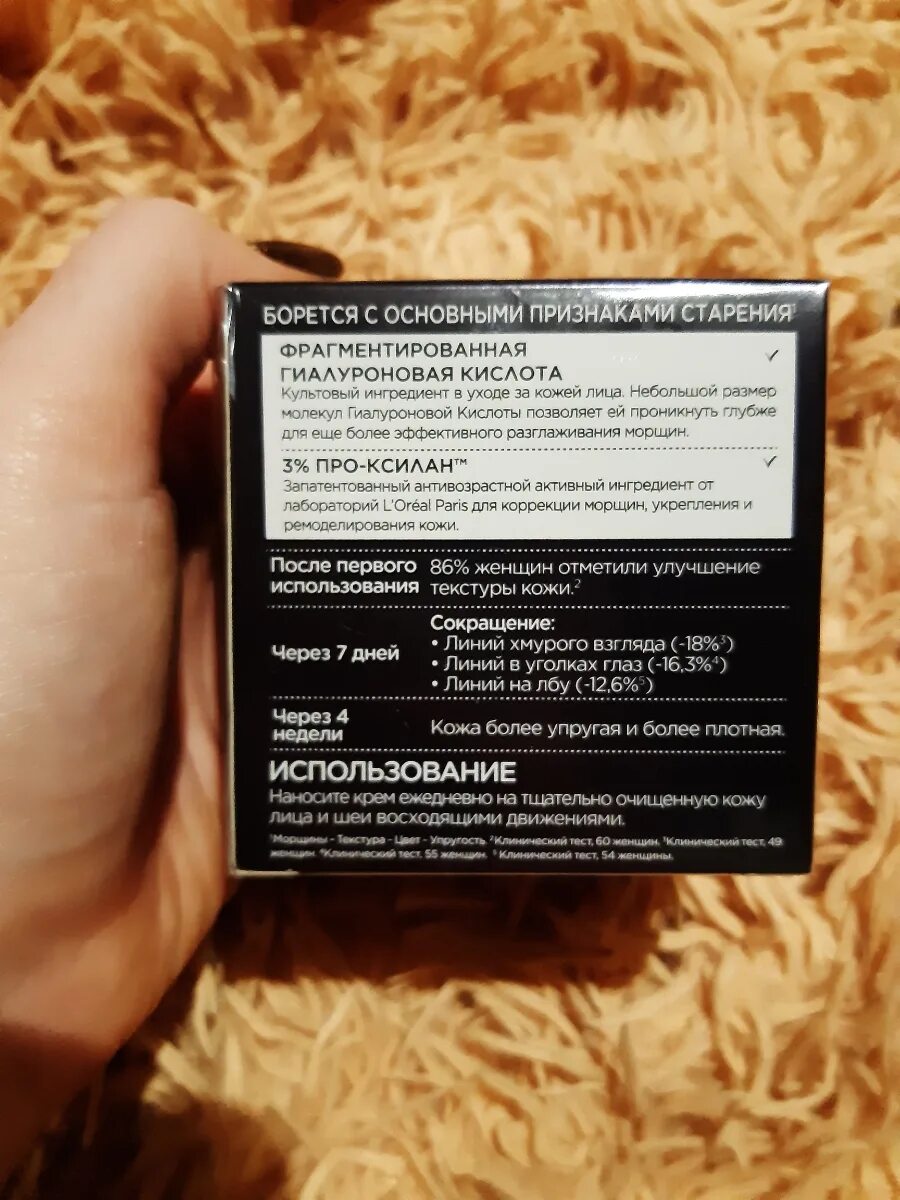 БОРЕТСЯ С ОСНОВНЫМИ ПРИЗНАКАМИ СТАРЕНИЯ¹
ФРАГМЕНТИРОВАННАЯ
ГИАЛУРОНОВАЯ КИСЛОТА
Культовый ингредиент в уходе за кожей лица. Небольшой размер
молекул Гиалуроновой Кислоты позволяет ей проникнуть глубже
для еще более эффективного разглаживания морщин.
3% ПРО-КСИЛАН™
Запатентованный антивозрастной активный ингредиент от
лабораторий L'Oréal Paris для коррекции морщин, укрепления и
ремоделирования кожи.
После первого использования
86% женщин отметили улучшение
текстуры кожи.²
Через 7 дней
Сокращение:
• Линий хмурого взгляда (-18%³)
• Линий в уголках глаз (-16,3%⁴)
• Линий на лбу (-12,6%⁵)
Через 4
недели
Кожа более упругая и более плотная.
ИСПОЛЬЗОВАНИЕ
Наносите крем ежедневно на тщательно очищенную кожу
лица и шеи восходящими движениями.
¹Морщины - Текстура - Цвет - Упругость. ²Клинический тест, 60 женщин. ³Клинический тест, 49
женщин. ⁴Клинический тест, 55 женщин. ⁵Клинический тест, 54 женщины.